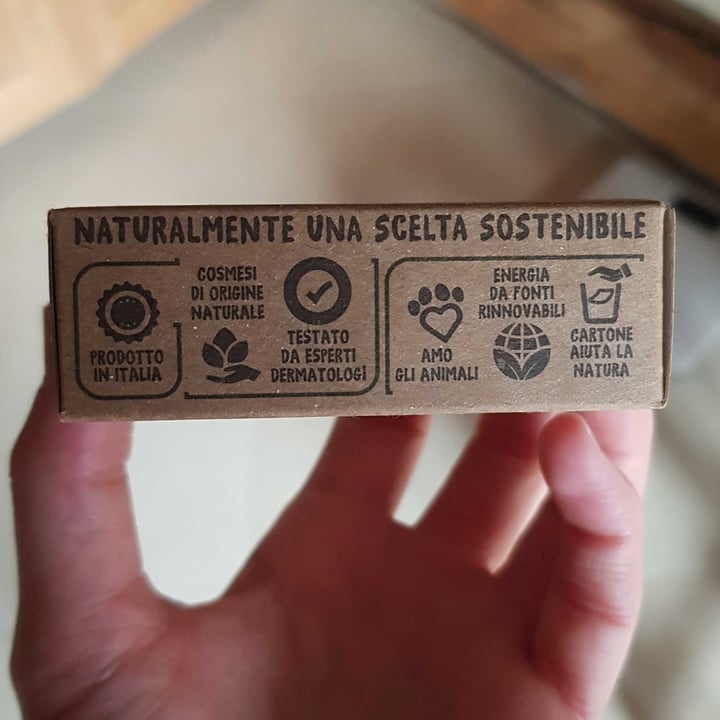 NATURALMENTE UNA SCELTA SOSTENIBILE
PRODOTTO
IN ITALIA
COSMESI
DI ORIGINE
NATURALE
TESTATO
DA ESPERTI
DERMATOLOGI
AMO
GLI ANIMALI
ENERGIA
DA FONTI
RINNOVABILI
CARTONE
AIUTA LA
NATURA